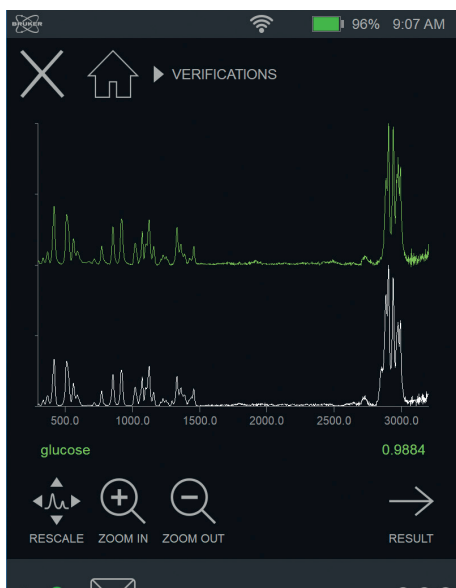 BRUKER 96% 9:07 AM
VERIFICATIONS
500.0 1000.0 1500.0 2000.0 2500.0 3000.0
glucose 0.9884
RESCALE ZOOM IN ZOOM OUT RESULT